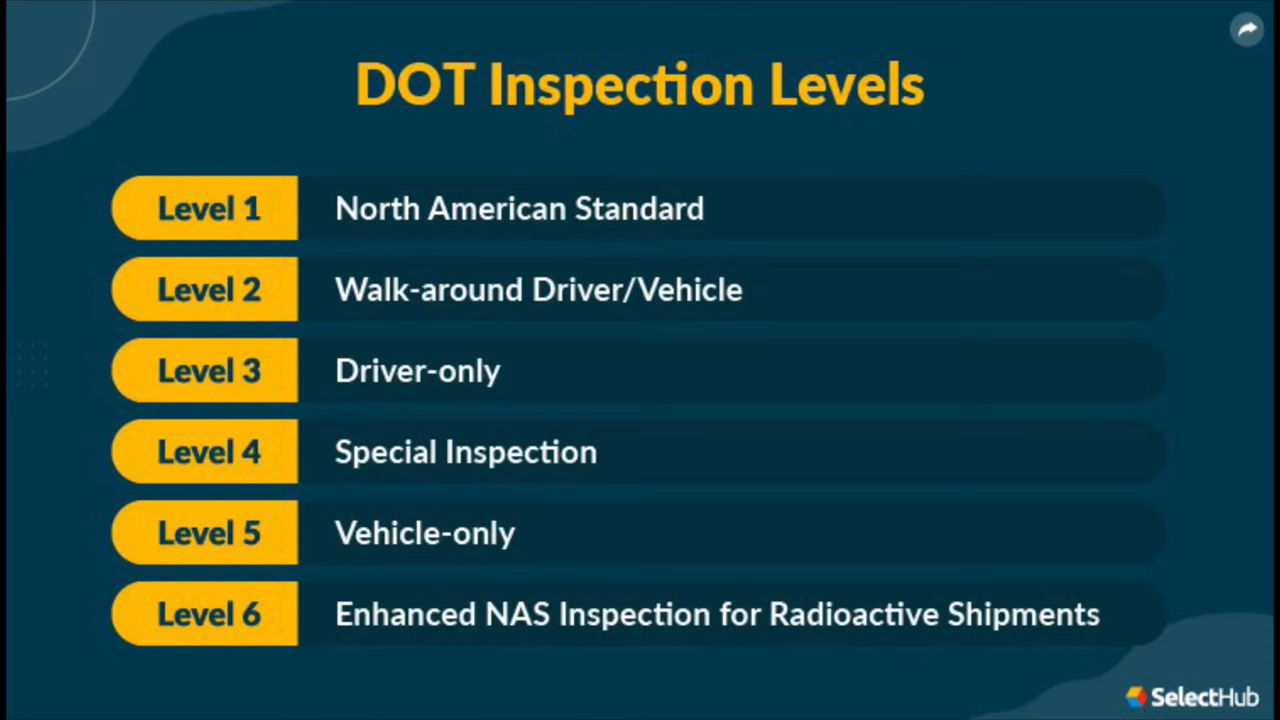 DOT Inspection Levels
Level 1 North American Standard
Level 2 Walk-around Driver/Vehicle
Level 3 Driver-only
Level 4 Special Inspection
Level 5 Vehicle-only
Level 6 Enhanced NAS Inspection for Radioactive Shipments
SelectHub